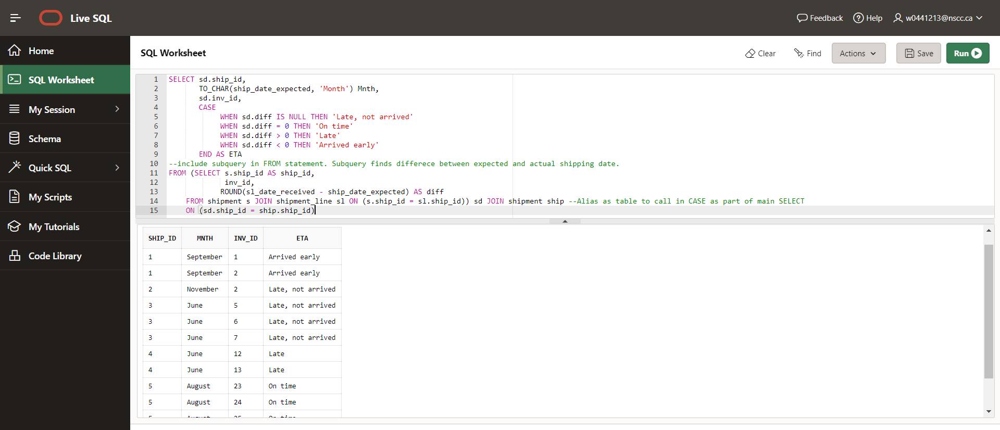 Live SQL
Feedback
Help
w0441213@nscc.ca
Home
SQL Worksheet
My Session
Schema
Quick SQL
My Scripts
My Tutorials
Code Library
SQL Worksheet
Clear
Find
Actions
Save
Run
1 SELECT sd.ship_id,
2 TO_CHAR(ship_date_expected, 'Month') Mnth,
3 sd.inv_id,
4 CASE
5 WHEN sd.diff IS NULL THEN 'Late, not arrived'
6 WHEN sd.diff = 0 THEN 'On time'
7 WHEN sd.diff > 0 THEN 'Late'
8 WHEN sd.diff < 0 THEN 'Arrived early'
9 END AS ETA
10 --include subquery in FROM statement. Subquery finds differece between expected and actual shipping date.
11 FROM (SELECT s.ship_id AS ship_id,
12 inv_id,
13 ROUND(sl_date_received - ship_date_expected) AS diff
14 FROM shipment s JOIN shipment_line sl ON (s.ship_id = sl.ship_id)) sd JOIN shipment ship --Alias as table to call in CASE as part of main SELECT
15 ON (sd.ship_id = ship.ship_id)
SHIP_ID MNTH INV_ID ETA
1 September 1 Arrived early
1 September 2 Arrived early
2 November 2 Late, not arrived
3 June 5 Late, not arrived
3 June 6 Late, not arrived
3 June 7 Late, not arrived
4 June 12 Late
4 June 13 Late
5 August 23 On time
5 August 24 On time
5 August 25 On time